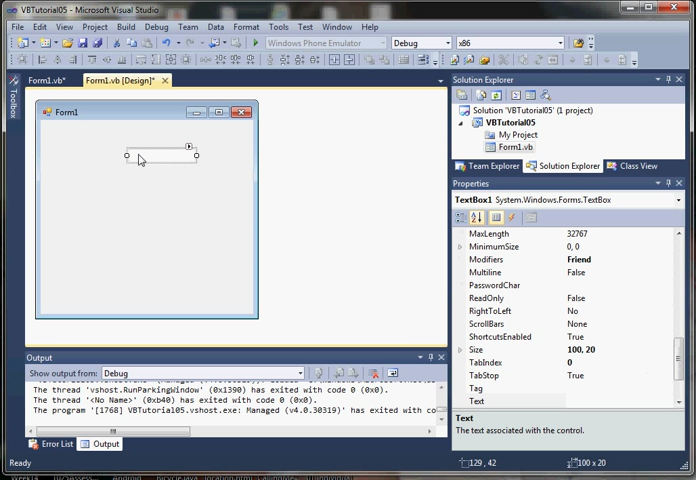 VBTutorial05 - Microsoft Visual Studio
File Edit View Project Build Debug Team Data Format Tools Architecture Test Window Help
Windows Phone Emulator Debug x86
Toolbox
Form1.vb* Form1.vb [Design]*
Form1
Solution Explorer
Solution 'VBTutorial05' (1 project)
VBTutorial05
My Project
Form1.vb
Team Explorer Solution Explorer Class View
Properties
TextBox1 System.Windows.Forms.TextBox
MaxLength 32767
MinimumSize 0, 0
Modifiers Friend
Multiline False
PasswordChar
ReadOnly False
RightToLeft No
ScrollBars None
ShortcutsEnabled True
Size 100, 20
TabIndex 0
TabStop True
Tag
Text
Text
The text associated with the control.
Output
Show output from: Debug
The thread 'vshost.RunParkingWindow' (0x1390) has exited with code 0 (0x0).
The thread '<No Name>' (0xb40) has exited with code 0 (0x0).
The program '[1768] VBTutorial05.vshost.exe: Managed (v4.0.30319)' has exited with co
Error List Output
Ready 129, 42 100 x 20